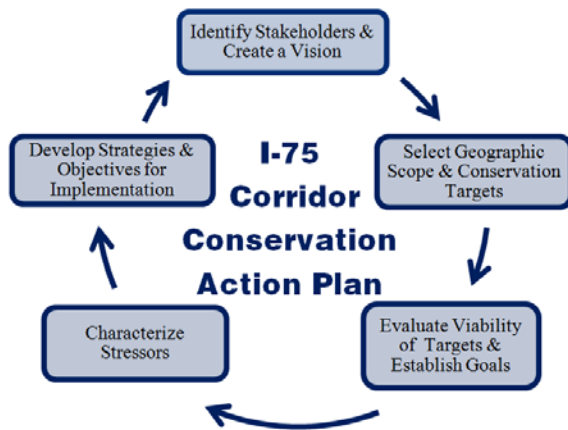 Identify Stakeholders &
Create a Vision
Select Geographic
Scope & Conservation
Targets
Evaluate Viability
of Targets &
Establish Goals
Characterize
Stressors
Develop Strategies &
Objectives for
Implementation
I-75
Corridor
Conservation
Action Plan